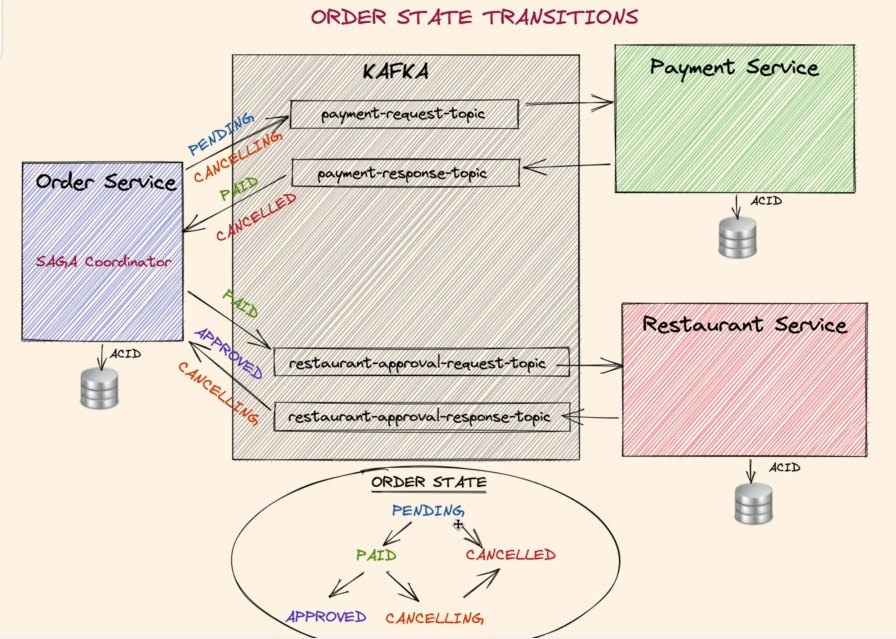 ORDER STATE TRANSITIONS
KAFKA
Payment Service
payment-request-topic
PENDING
CANCELLING
payment-response-topic
Order Service
PAID
CANCELLED
ACID
SAGA Coordinator
PAID
Restaurant Service
APPROVED
ACID
restaurant-approval-request-topic
CANCELLING
restaurant-approval-response-topic
ACID
ORDER STATE
PENDING
PAID
CANCELLED
APPROVED
CANCELLING